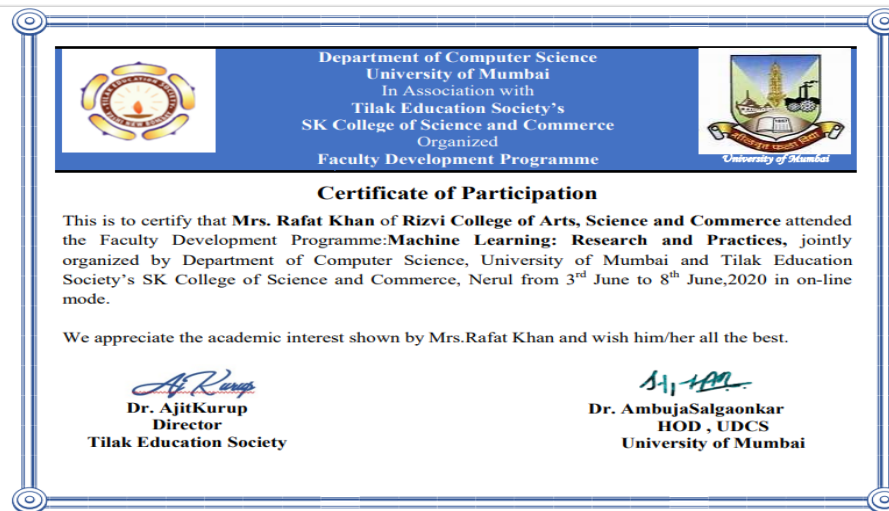 Department of Computer Science
University of Mumbai
In Association with
Tilak Education Society's
SK College of Science and Commerce
Organized
Faculty Development Programme
University of Mumbai
Certificate of Participation
This is to certify that Mrs. Rafat Khan of Rizvi College of Arts, Science and Commerce attended
the Faculty Development Programme:Machine Learning: Research and Practices, jointly
organized by Department of Computer Science, University of Mumbai and Tilak Education
Society's SK College of Science and Commerce, Nerul from 3rd June to 8th June,2020 in on-line
mode.
We appreciate the academic interest shown by Mrs.Rafat Khan and wish him/her all the best.
Dr. AjitKurup
Director
Tilak Education Society
Dr. AmbujaSalgaonkar
HOD , UDCS
University of Mumbai